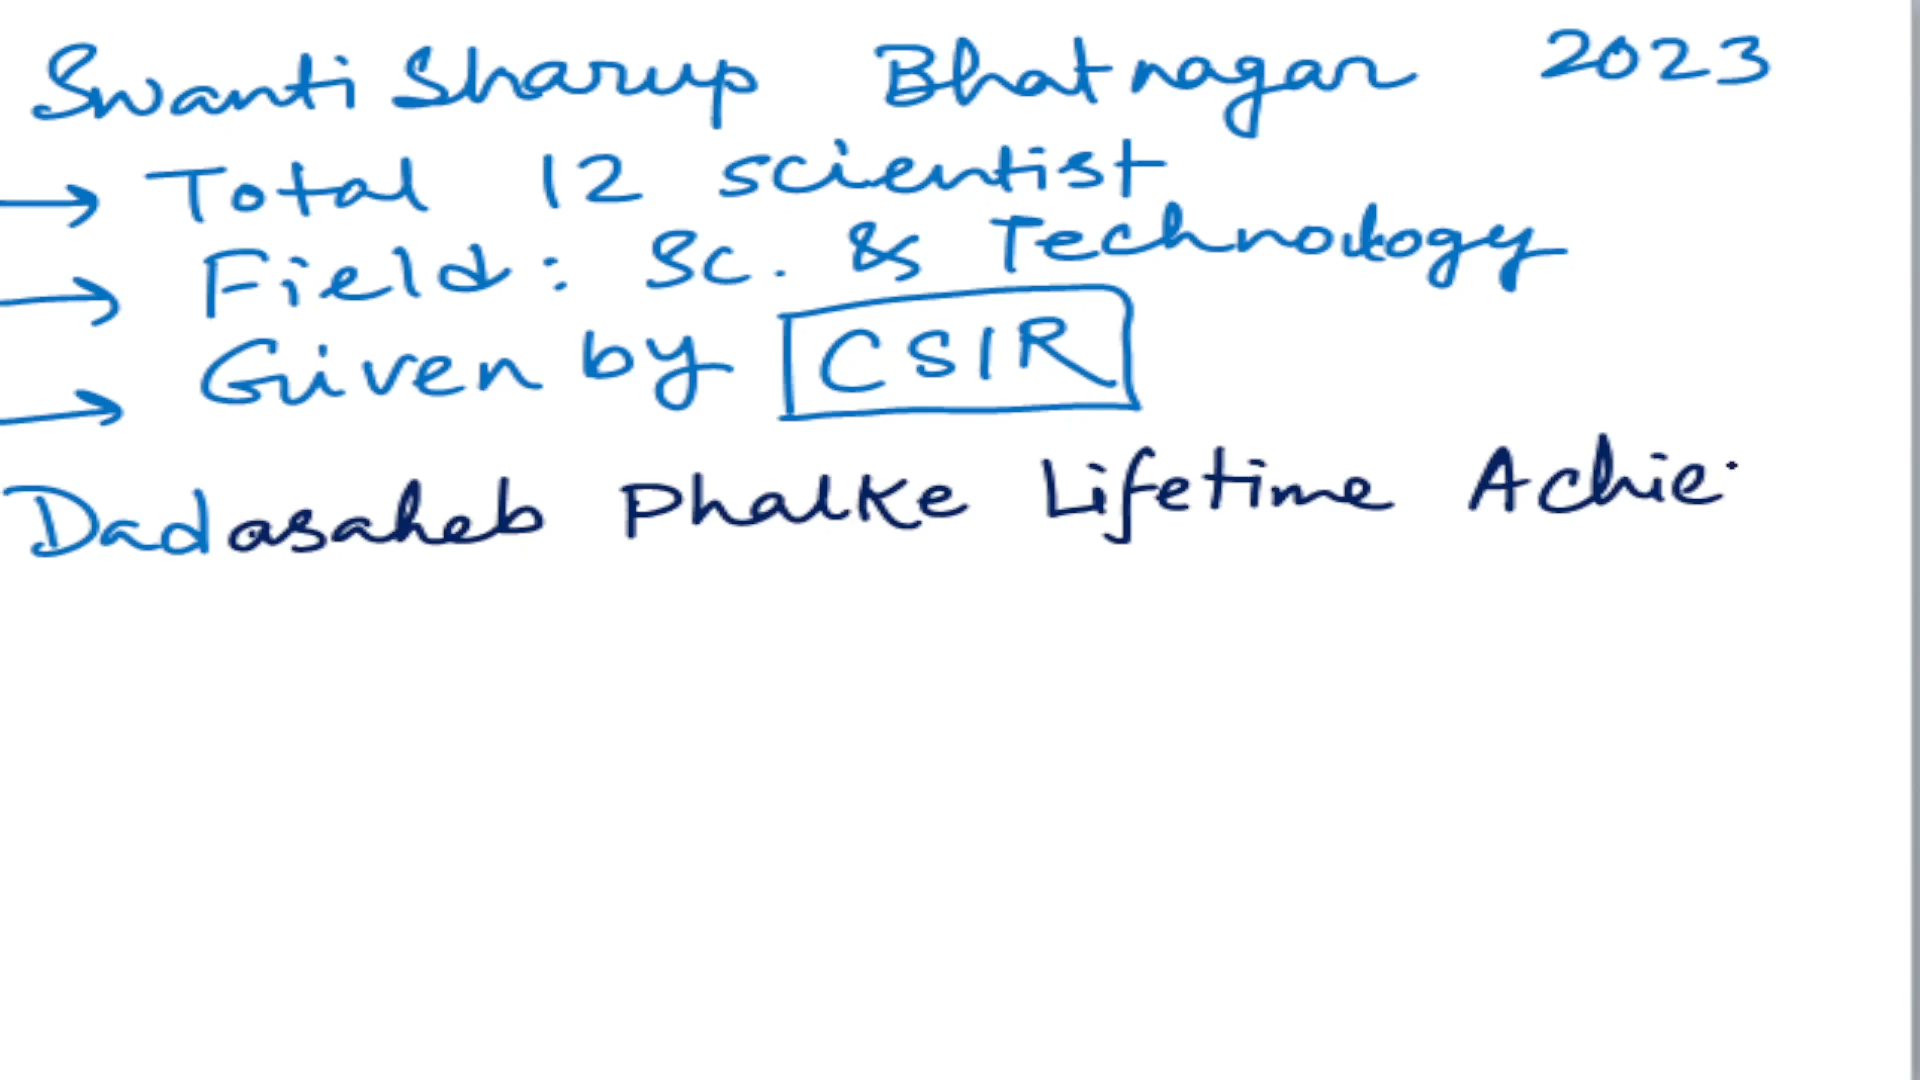 Swanti Sharup Bhatnagar 2023
→ Total 12 scientist
→ Field: Sc. & Technology
→ Given by CSIR
Dadasaheb Phalke Lifetime Achie